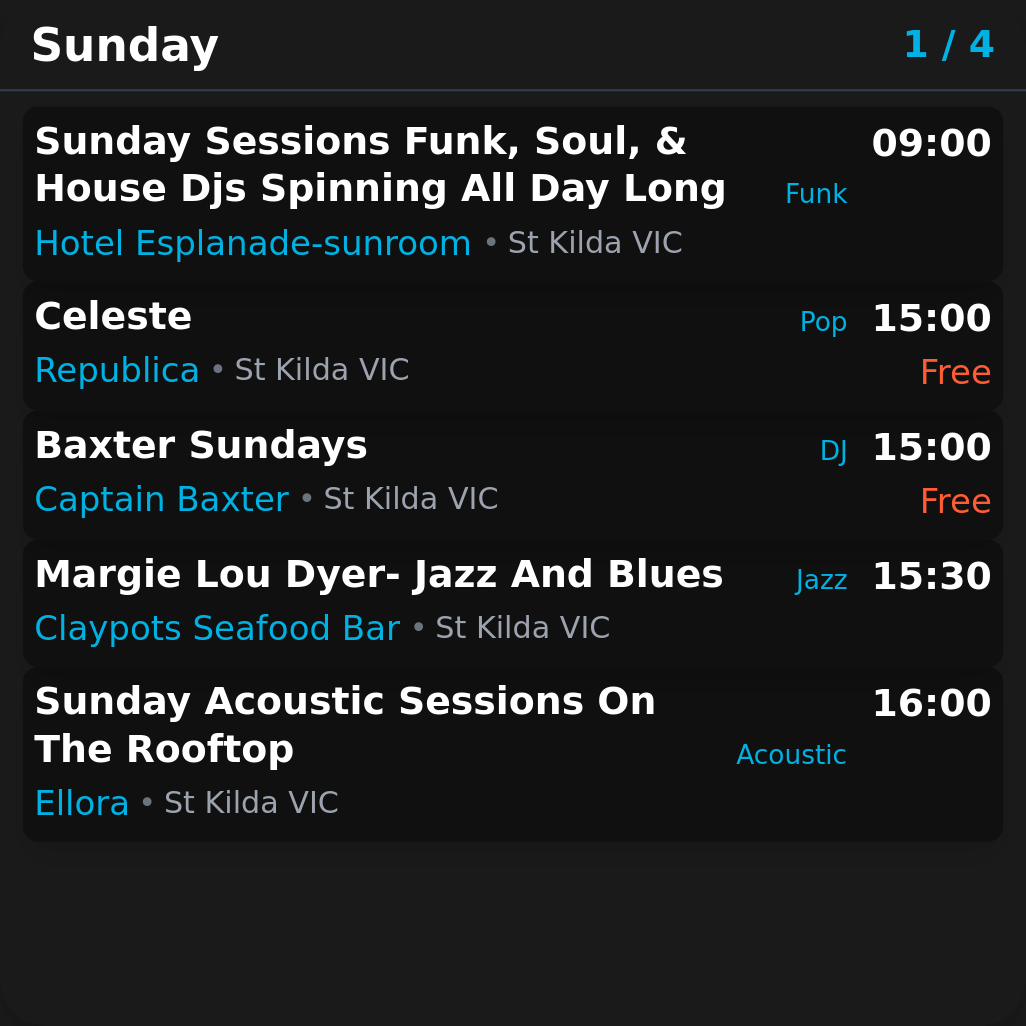 Sunday
1 / 4
Sunday Sessions Funk, Soul, &
House Djs Spinning All Day Long
Funk
09:00
Hotel Esplanade-sunroom • St Kilda VIC
Celeste
Pop
15:00
Republica • St Kilda VIC
Free
Baxter Sundays
DJ
15:00
Captain Baxter • St Kilda VIC
Free
Margie Lou Dyer- Jazz And Blues
Jazz
15:30
Claypots Seafood Bar • St Kilda VIC
Sunday Acoustic Sessions On
The Rooftop
Acoustic
16:00
Ellora • St Kilda VIC